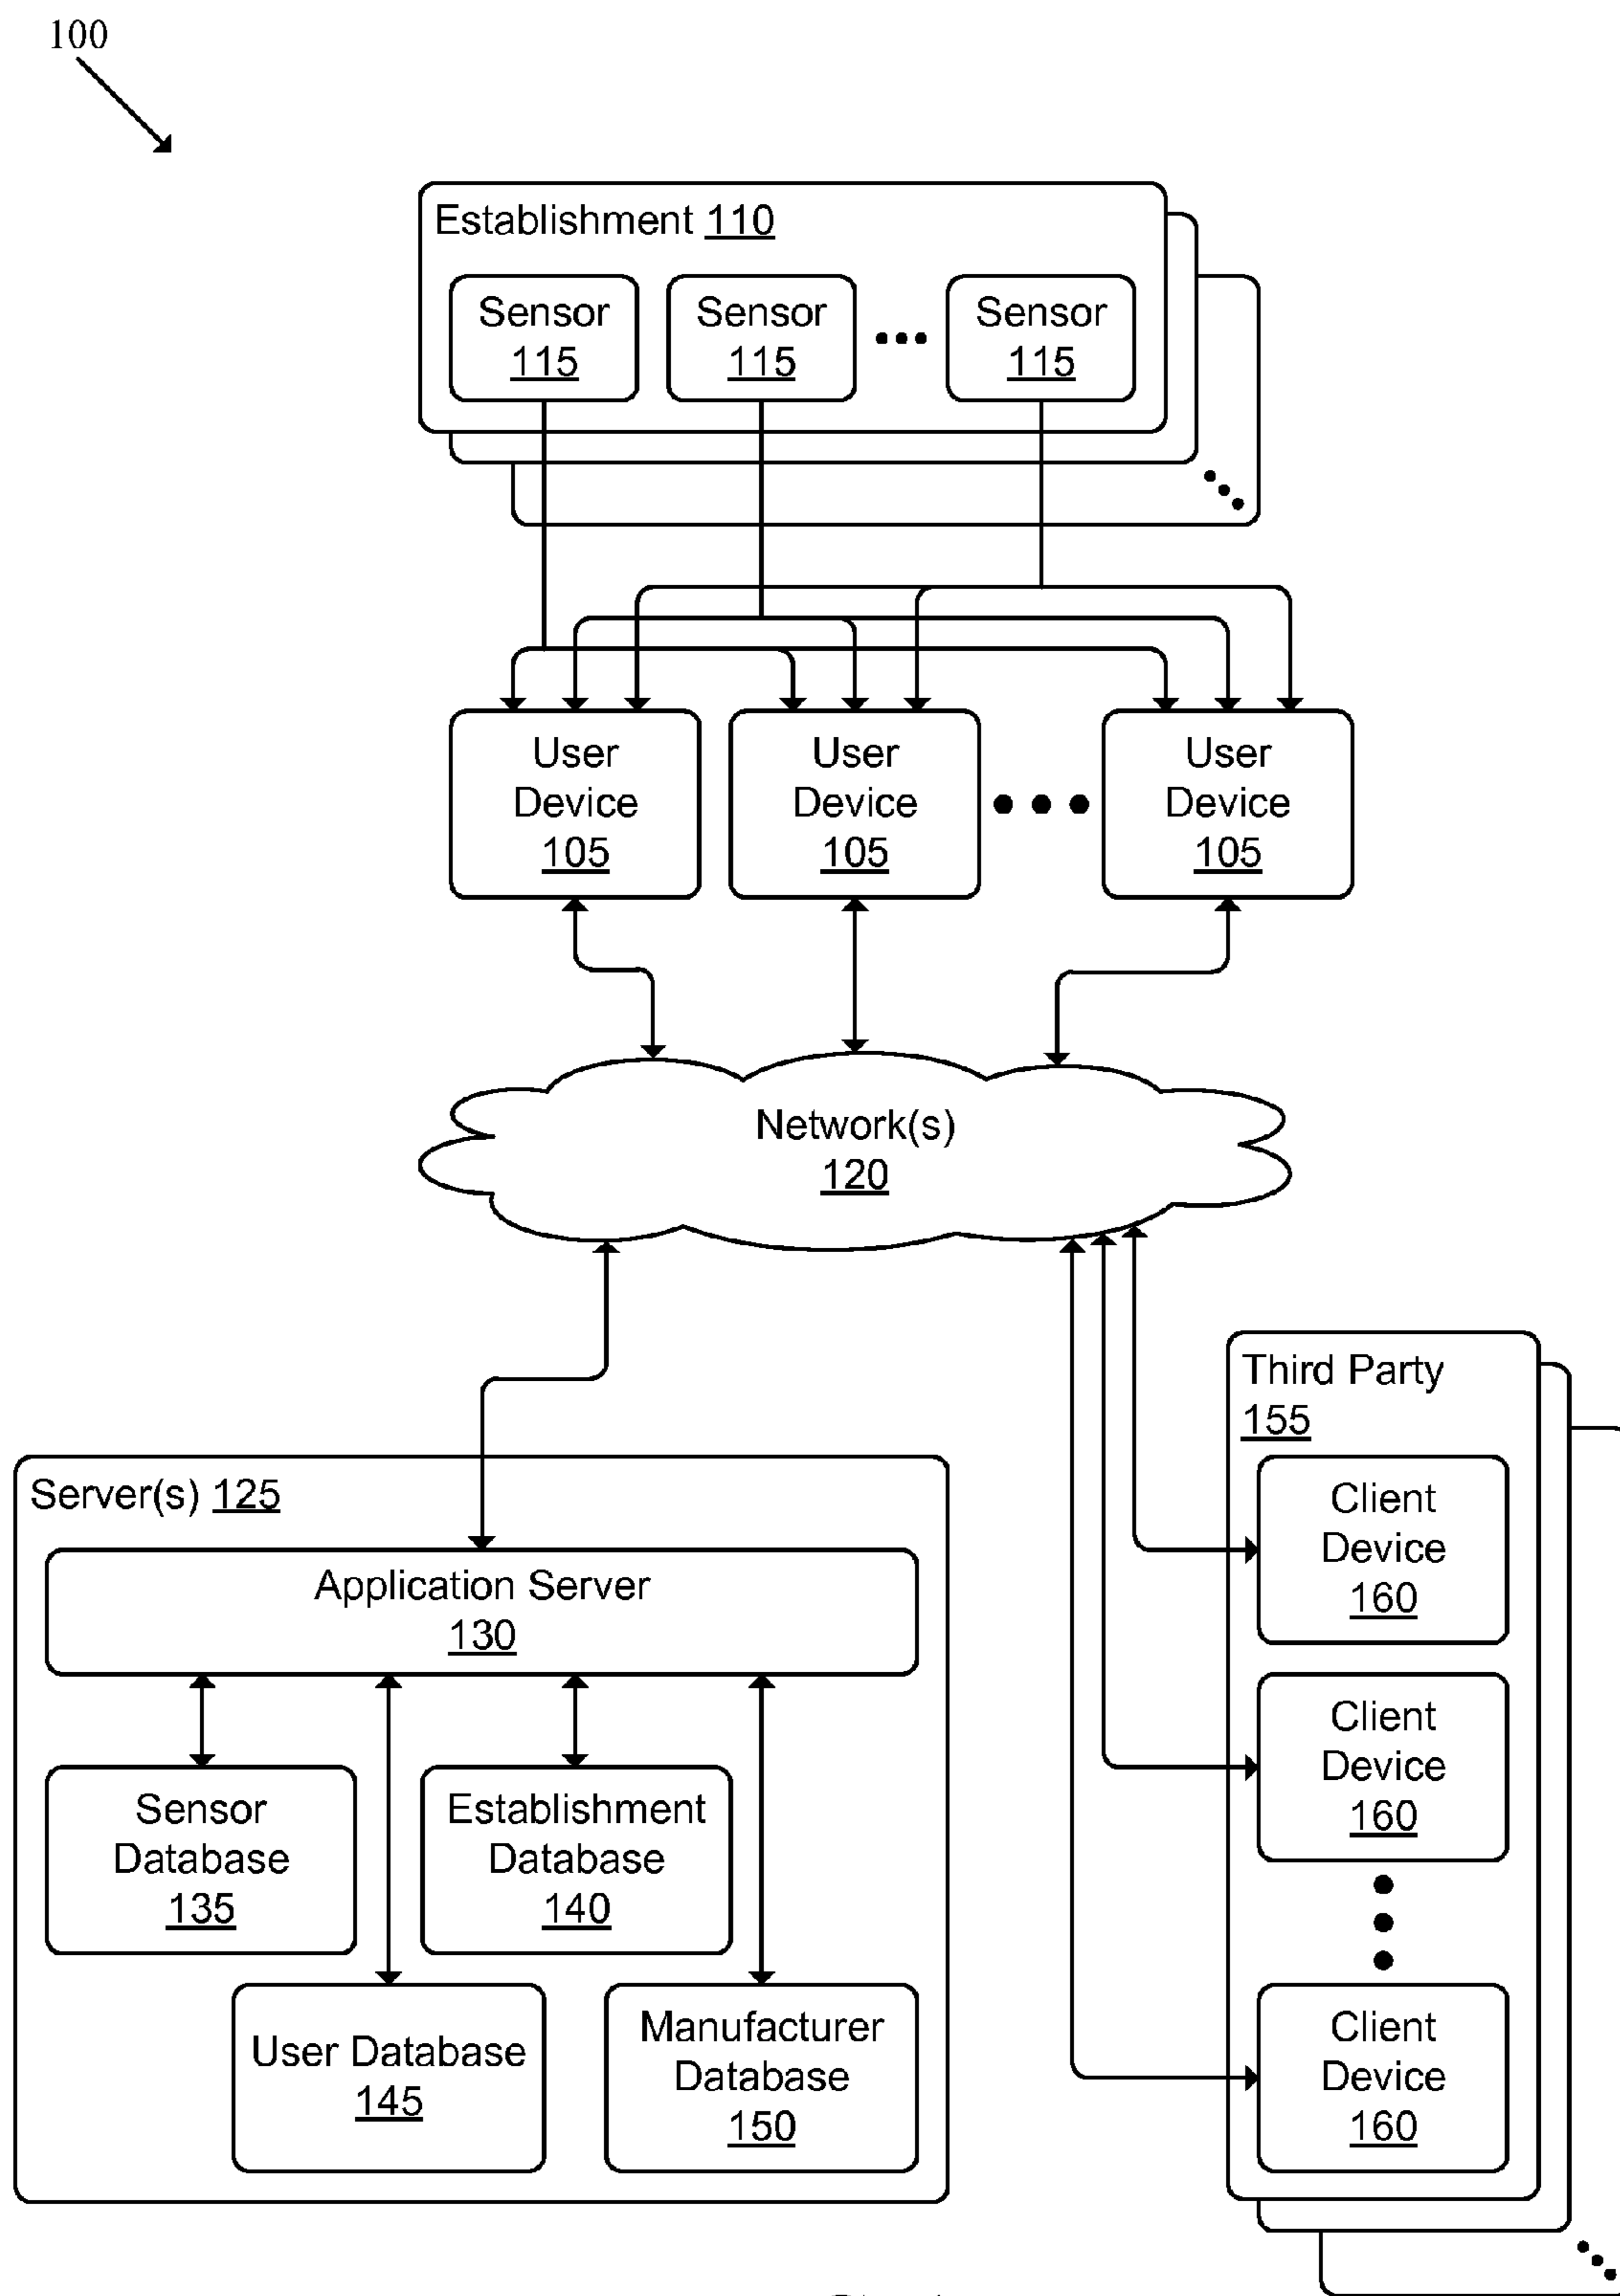 100
Establishment 110
Sensor
115
Sensor
115
Sensor
115
User
Device
105
User
Device
105
User
Device
105
Network(s)
120
Third Party
155
Server(s) 125
Client
Device
160
Application Server
130
Client
Device
160
Sensor
Database
135
Establishment
Database
140
Client
Device
160
User Database
145
Manufacturer
Database
150